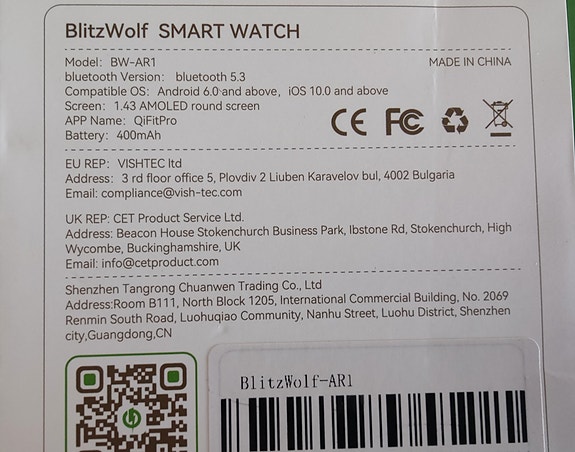 BlitzWolf SMART WATCH
Model：BW-AR1
MADE IN CHINA
bluetooth Version： bluetooth 5.3
Compatible OS：Android 6.0 and above，iOS 10.0 and above
Screen：1.43 AMOLED round screen
APP Name：QiFitPro
Battery：400mAh
CE FC
EU REP：VISHTEC ltd
Address： 3 rd floor office 5, Plovdiv 2 Liuben Karavelov bul, 4002 Bulgaria
Email: compliance@vish-tec.com
UK REP: CET Product Service Ltd.
Address: Beacon House Stokenchurch Business Park, Ibstone Rd, Stokenchurch, High
Wycombe, Buckinghamshire, UK
Email: info@cetproduct.com
Shenzhen Tangrong Chuanwen Trading Co., Ltd
Address:Room B111, North Block 1205, International Commercial Building, No. 2069
Renmin South Road, Luohuqiao Community, Nanhu Street, Luohu District, Shenzhen
city,Guangdong,CN
BlitzWolf-AR1